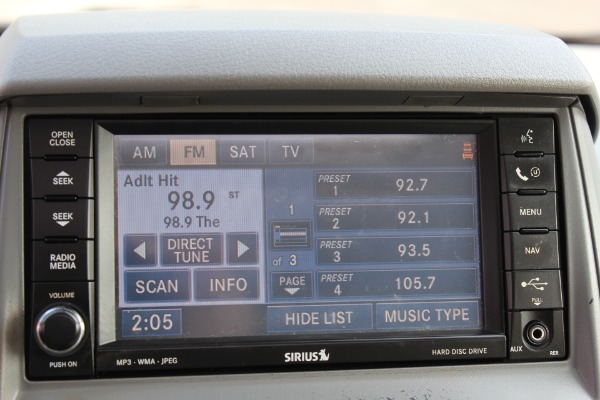 OPEN
CLOSE
SEEK
SEEK
RADIO
MEDIA
VOLUME
PUSH ON
AM FM SAT TV
Adlt Hit
98.9 ST
98.9 The
DIRECT
TUNE
SCAN INFO
2:05
1
of 3
PAGE
PRESET
1 92.7
PRESET
2 92.1
PRESET
3 93.5
PRESET
4 105.7
HIDE LIST MUSIC TYPE
MP3 · WMA · JPEG
SIRIUS
HARD DISC DRIVE
MENU
NAV
PULL
AUX